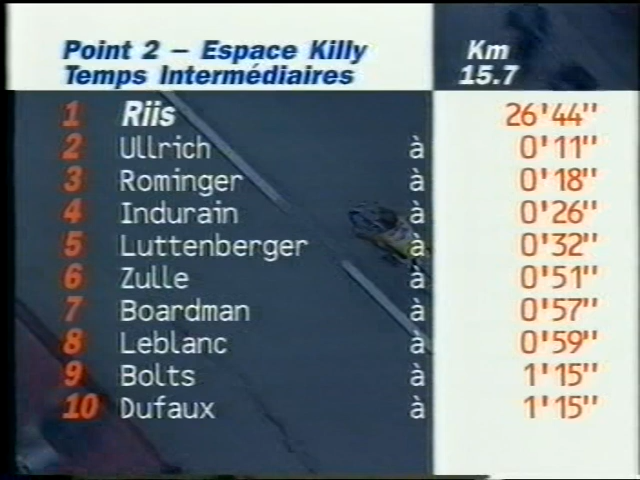 Point 2 – Espace Killy Km
Temps Intermédiaires 15.7
1 Riis 26'44''
2 Ullrich à 0'11''
3 Rominger à 0'18''
4 Indurain à 0'26''
5 Luttenberger à 0'32''
6 Zulle à 0'51''
7 Boardman à 0'57''
8 Leblanc à 0'59''
9 Bolts à 1'15''
10 Dufaux à 1'15''